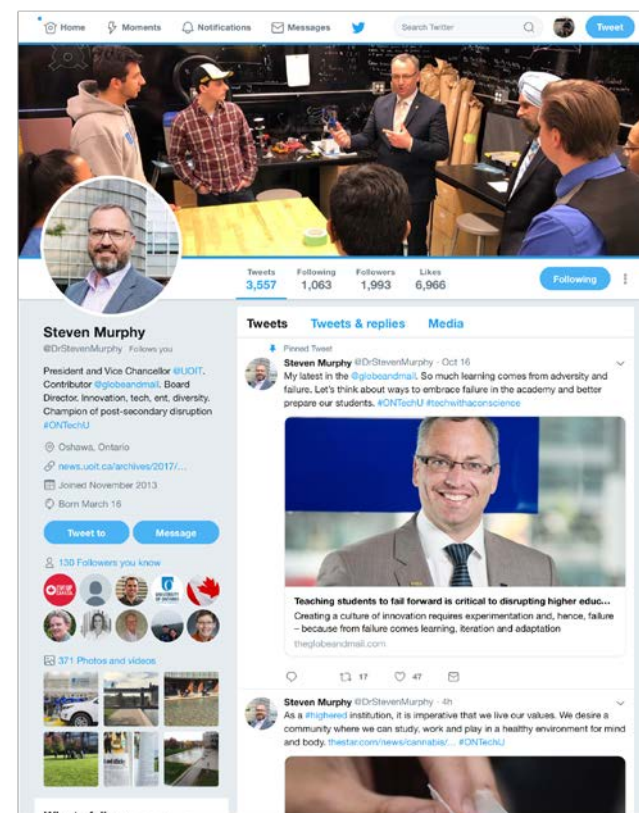 Home Moments Notifications Messages Search Twitter Tweet
Tweets Following Followers Likes
3,557 1,063 1,993 6,966
Following
Steven Murphy
@DrStevenMurphy Follows you
President and Vice Chancellor @UOIT.
Contributor @globeandmail. Board
Director. Innovation, tech, ent, diversity.
Champion of post-secondary disruption
#ONTechU
Oshawa, Ontario
news.uoit.ca/archives/2017/...
Joined November 2013
Born March 16
Tweet to Message
130 Followers you know
371 Photos and videos
Tweets Tweets & replies Media
Pinned Tweet
Steven Murphy @DrStevenMurphy · Oct 16
My latest in the @globeandmail. So much learning comes from adversity and
failure. Let's think about ways to embrace failure in the academy and better
prepare our students. #ONTechU #techwithaconscience
Teaching students to fail forward is critical to disrupting higher educ...
Creating a culture of innovation requires experimentation and, hence, failure
– because from failure comes learning, iteration and adaptation
theglobeandmail.com
17 47
Steven Murphy @DrStevenMurphy · 4h
As a #highered institution, it is imperative that we live our values. We desire a
community where we can study, work and play in a healthy environment for mind
and body. thestar.com/news/cannabis/... #ONTechU